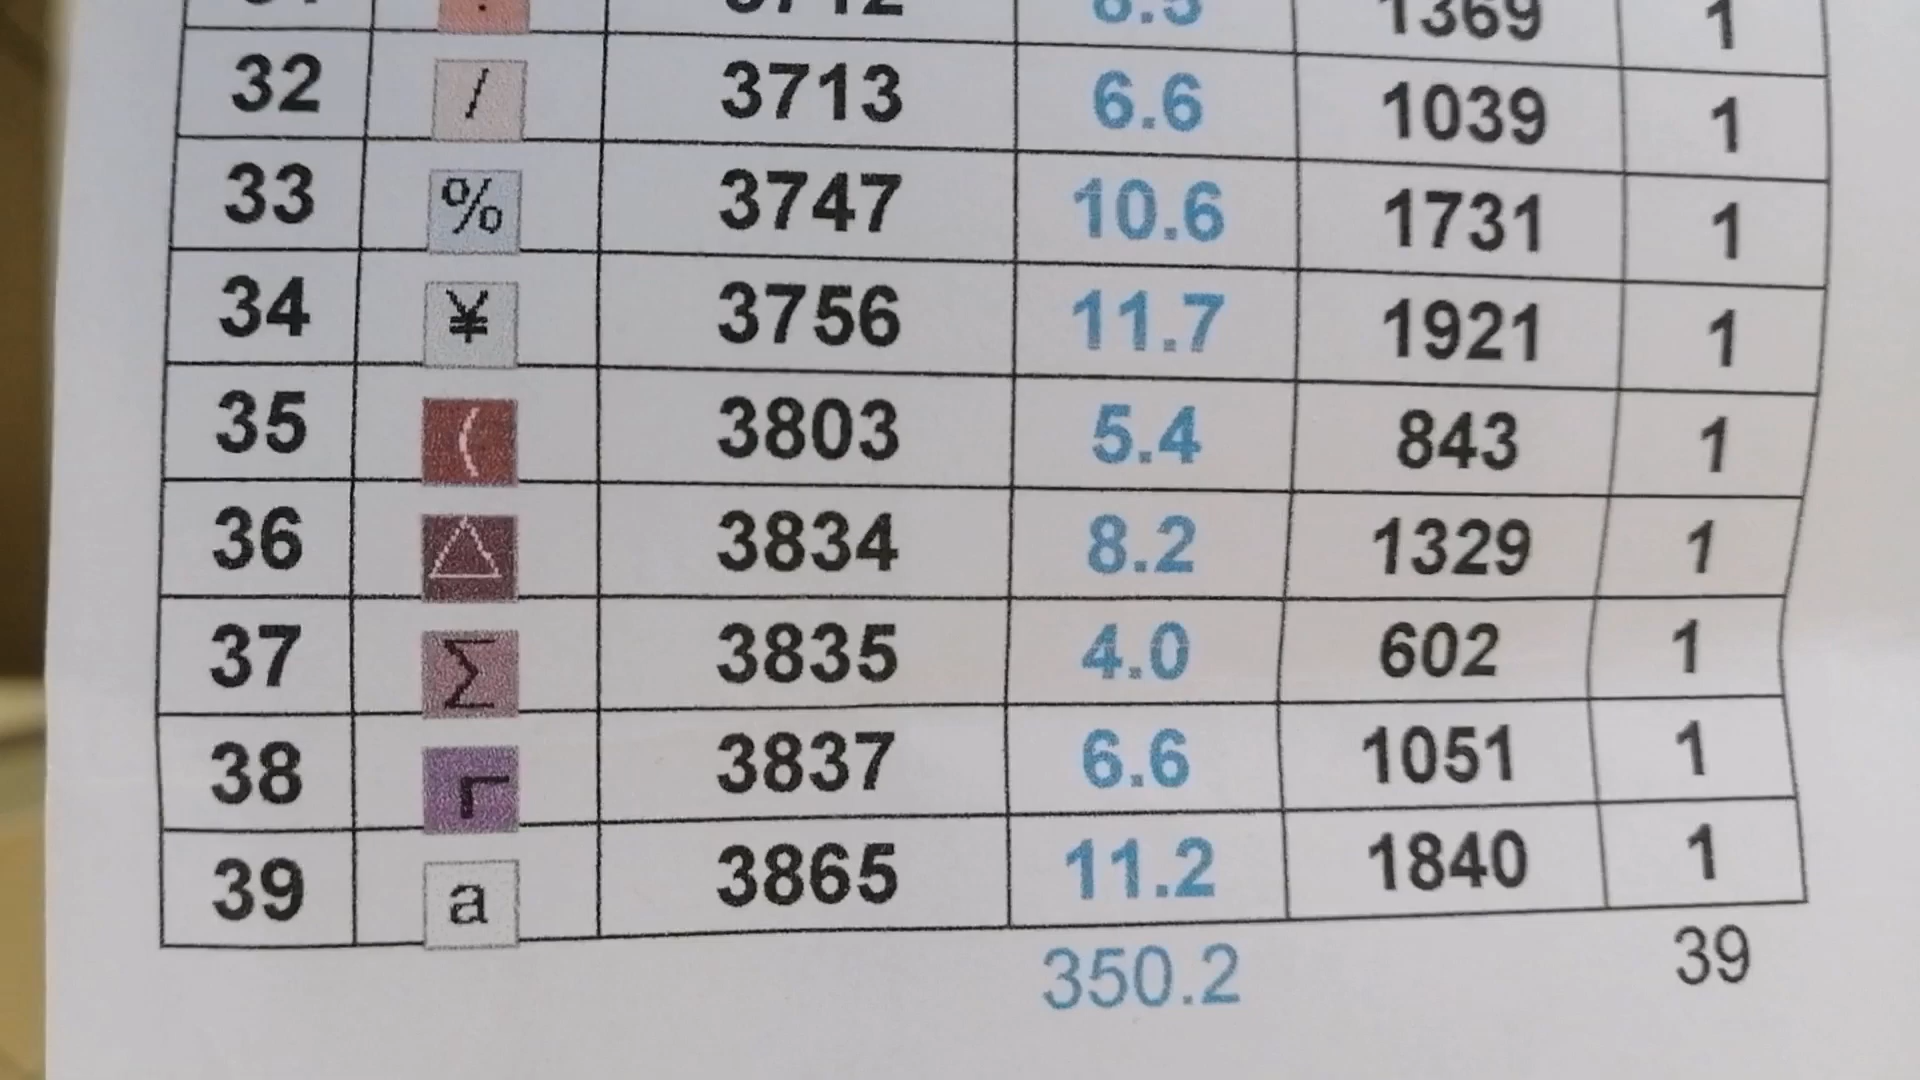 1369 1
32 / 3713 6.6 1039 1
33 % 3747 10.6 1731 1
34 ¥ 3756 11.7 1921 1
35 ( 3803 5.4 843 1
36 △ 3834 8.2 1329 1
37 Σ 3835 4.0 602 1
38 Γ 3837 6.6 1051 1
39 a 3865 11.2 1840 1
350.2 39